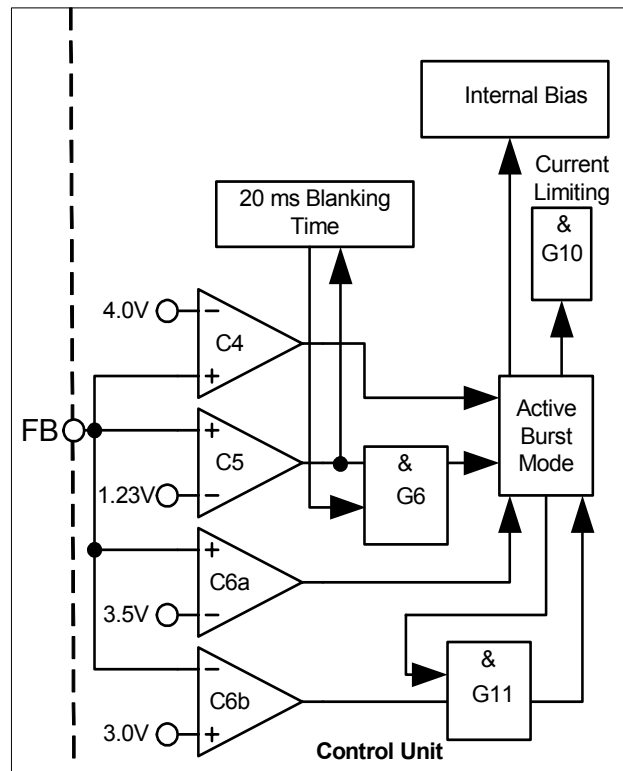 Internal Bias
Current
Limiting
20 ms Blanking
Time
&
G10
4.0V
−
C4
+
FB
+
C5
−
1.23V
&
G6
Active
Burst
Mode
+
C6a
−
3.5V
−
C6b
+
3.0V
&
G11
Control Unit